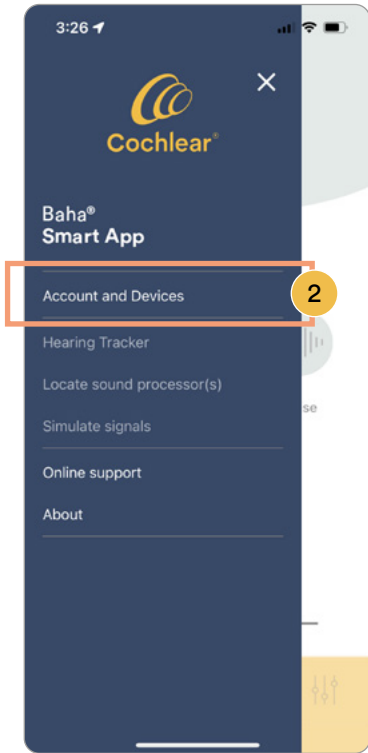 3:26
Cochlear®
Baha®
Smart App
Account and Devices
2
Hearing Tracker
Locate sound processor(s)
Simulate signals
se
Online support
About